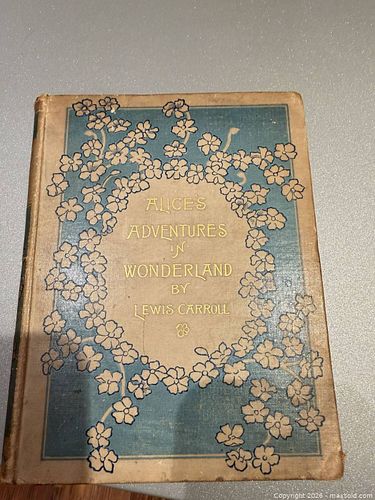 ALICE'S
ADVENTURES
IN
WONDERLAND
BY
LEWIS CARROLL
Copyright 2026 - maxsold.com